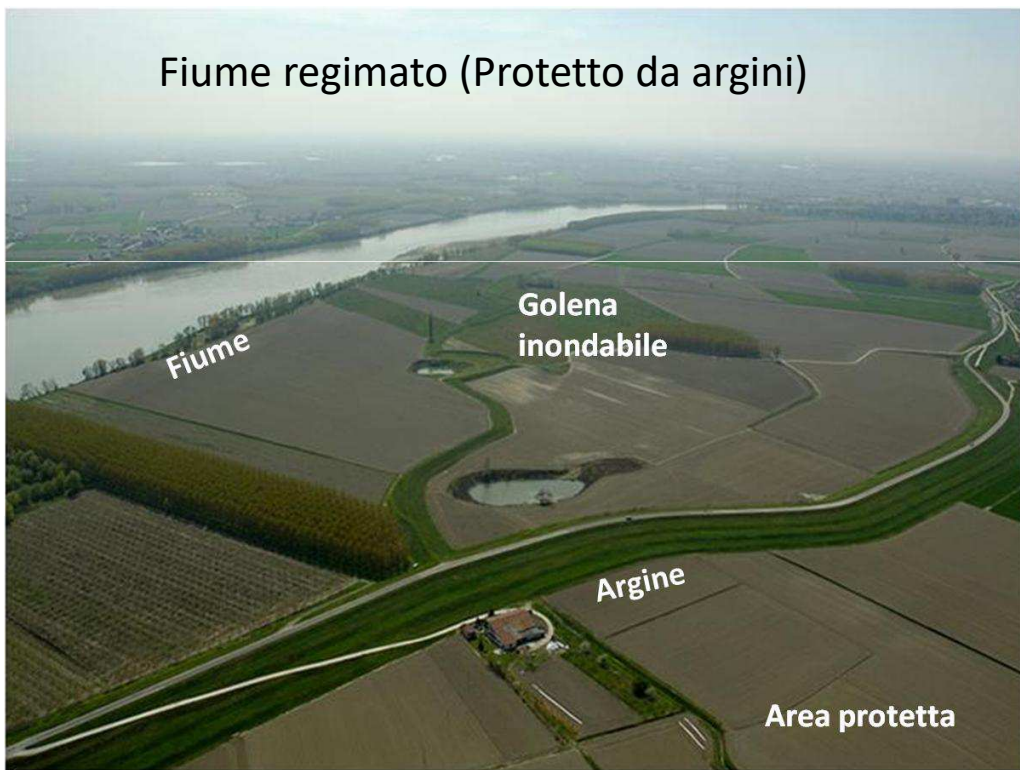 Fiume regimato (Protetto da argini)
Golena
inondabile
Fiume
Argine
Area protetta